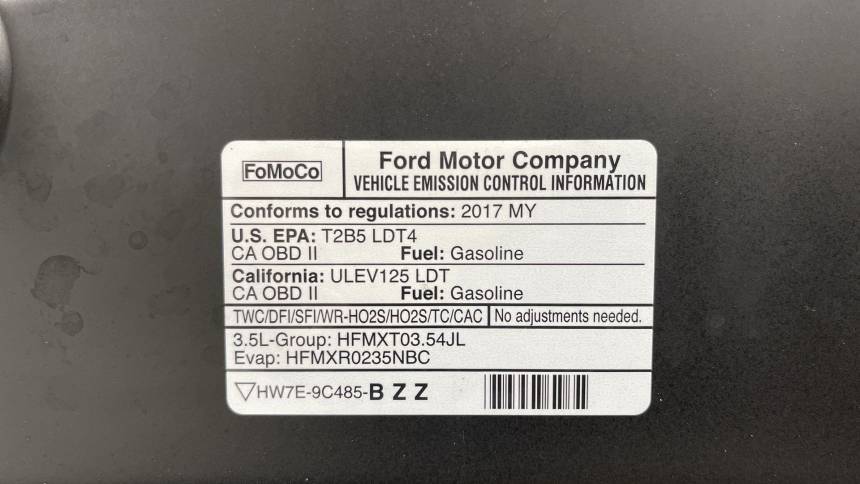 FoMoCo
Ford Motor Company
VEHICLE EMISSION CONTROL INFORMATION
Conforms to regulations: 2017 MY
U.S. EPA: T2B5 LDT4
CA OBD II Fuel: Gasoline
California: ULEV125 LDT
CA OBD II Fuel: Gasoline
TWC/DFI/SFI/WR-HO2S/HO2S/TC/CAC No adjustments needed.
3.5L-Group: HFMXT03.54JL
Evap: HFMXR0235NBC
HW7E-9C485-B Z Z